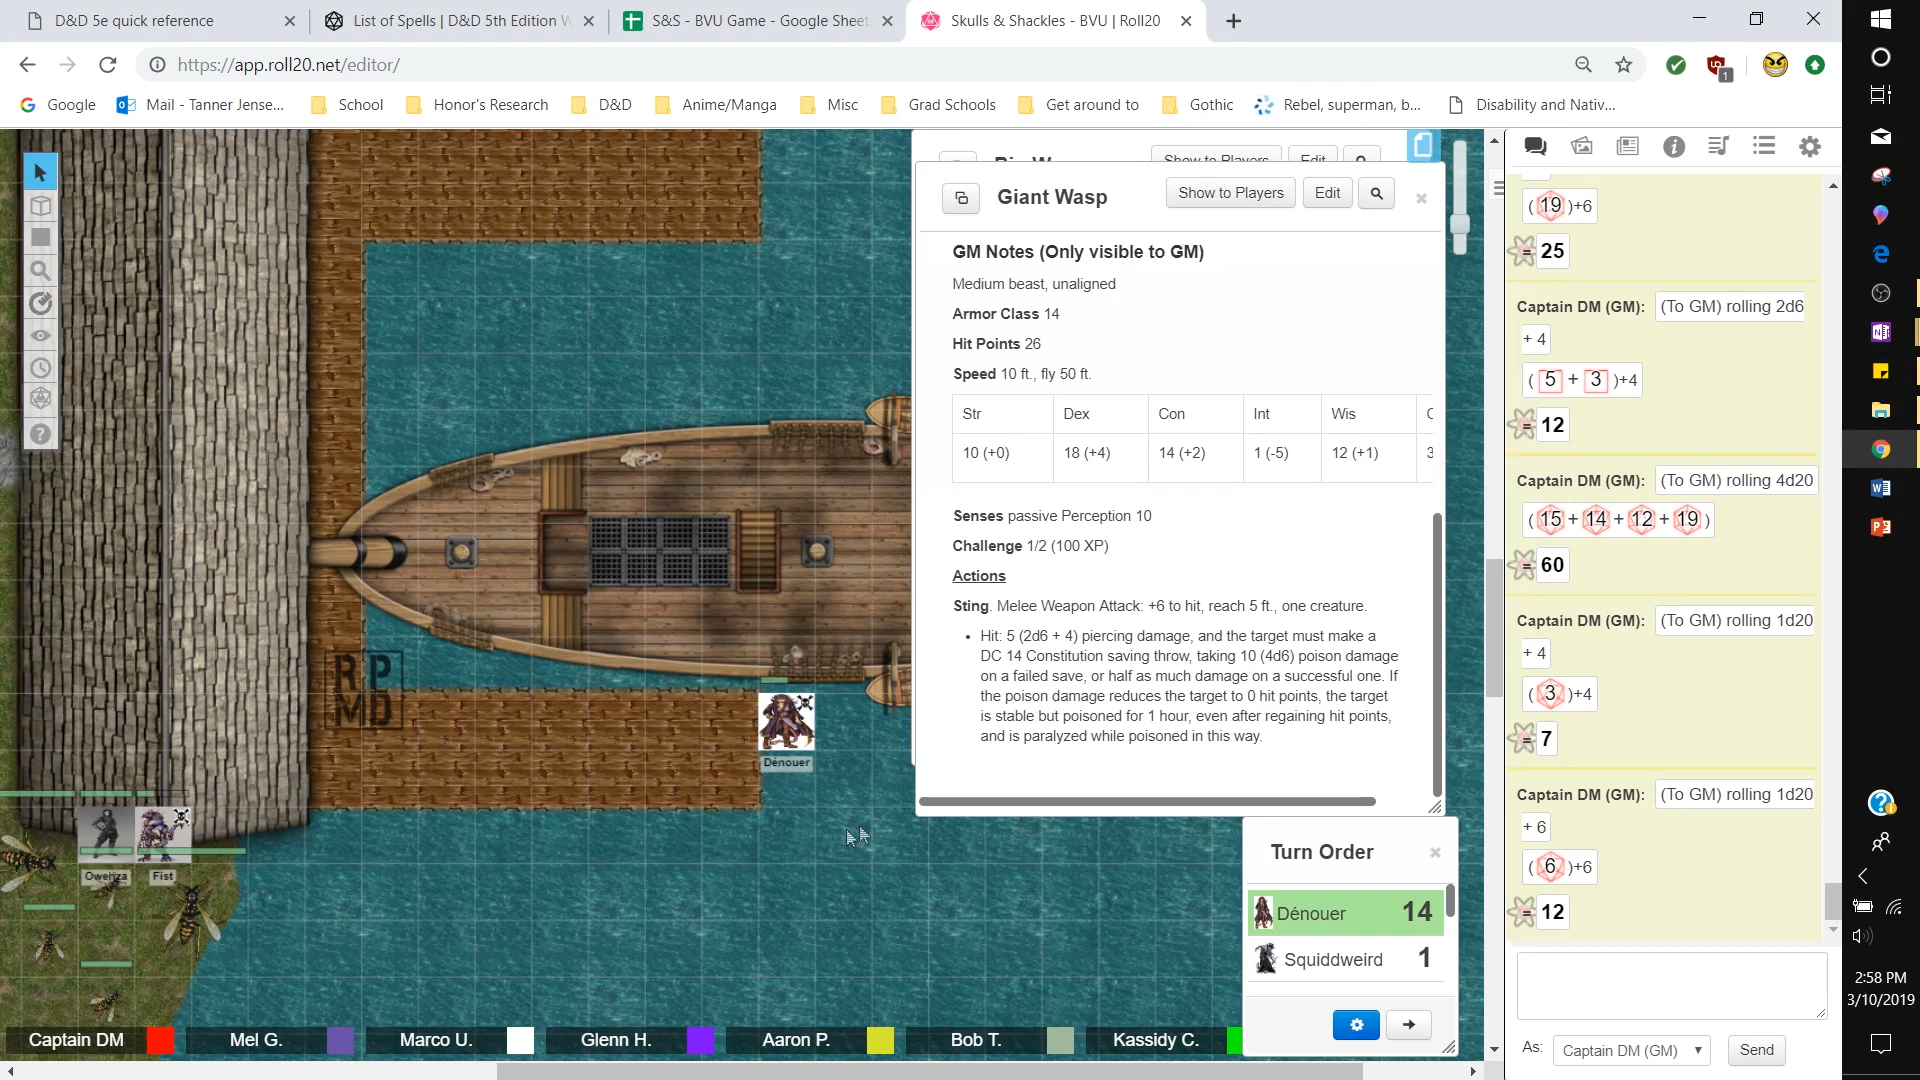 D&D 5e quick reference
List of Spells | D&D 5th Edition W
S&S - BVU Game - Google Sheet
Skulls & Shackles - BVU | Roll20
https://app.roll20.net/editor/
1
Google
Mail - Tanner Jense...
School
Honor's Research
D&D
Anime/Manga
Misc
Grad Schools
Get around to
Gothic
Rebel, superman, b...
Disability and Nativ...
Show to Players
Edit
Giant Wasp
Show to Players
Edit
GM Notes (Only visible to GM)
Medium beast, unaligned
Armor Class 14
Hit Points 26
Speed 10 ft., fly 50 ft.
Str Dex Con Int Wis C
10 (+0) 18 (+4) 14 (+2) 1 (-5) 12 (+1) 3
Senses passive Perception 10
Challenge 1/2 (100 XP)
Actions
Sting. Melee Weapon Attack: +6 to hit, reach 5 ft., one creature.
• Hit: 5 (2d6 + 4) piercing damage, and the target must make a
DC 14 Constitution saving throw, taking 10 (4d6) poison damage
on a failed save, or half as much damage on a successful one. If
the poison damage reduces the target to 0 hit points, the target
is stable but poisoned for 1 hour, even after regaining hit points,
and is paralyzed while poisoned in this way.
RP
MD
Dénouer
Owenza
Fist
Turn Order
Dénouer 14
Squiddweird 1
Captain DM
Mel G.
Marco U.
Glenn H.
Aaron P.
Bob T.
Kassidy C.
(19)+6
= 25
Captain DM (GM): (To GM) rolling 2d6
+ 4
(5 + 3)+4
= 12
Captain DM (GM): (To GM) rolling 4d20
(15 + 14 + 12 + 19)
= 60
Captain DM (GM): (To GM) rolling 1d20
+ 4
(3)+4
= 7
Captain DM (GM): (To GM) rolling 1d20
+ 6
(6)+6
= 12
As:
Captain DM (GM)
Send
2:58 PM
3/10/2019